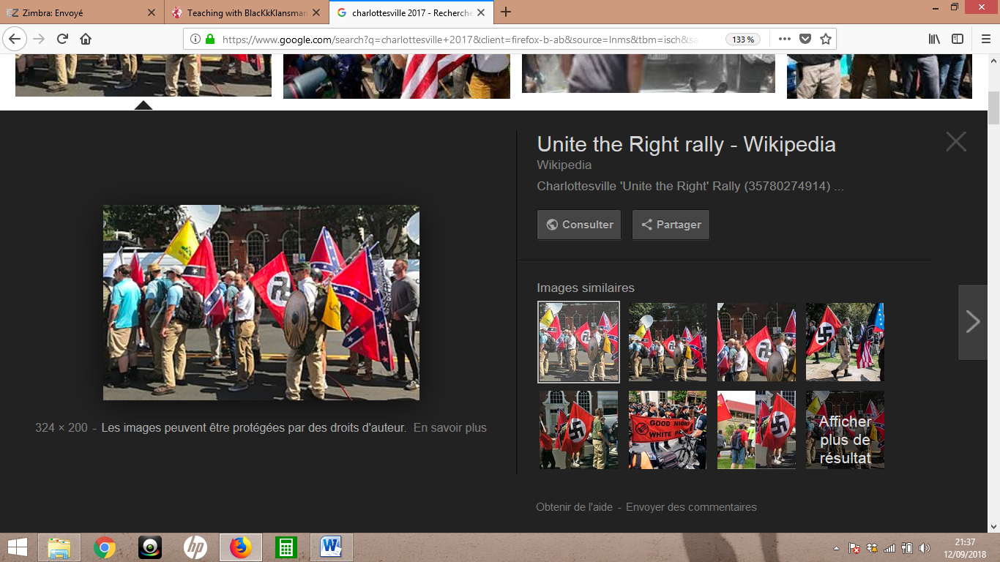 Zimbra: Envoyé
Teaching with BlacKkKlansman
charlottesville 2017 - Recherche
https://www.google.com/search?q=charlottesville+2017&client=firefox-b-ab&source=lnms&tbm=isch&sa
133 %
Unite the Right rally - Wikipedia
Wikipedia
Charlottesville 'Unite the Right' Rally (35780274914) ...
Consulter
Partager
Images similaires
GOOD NIGHT
WHITE
Afficher
plus de
résultat
324 × 200 - Les images peuvent être protégées par des droits d'auteur. En savoir plus
Obtenir de l'aide - Envoyer des commentaires
hp
21:37
12/09/2018